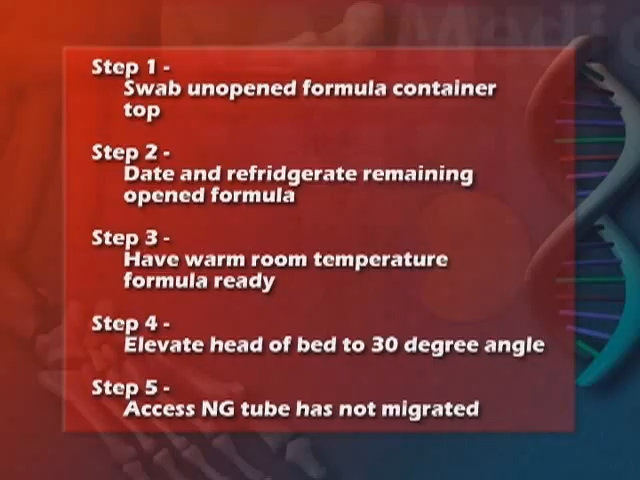 Medic
Step 1 -
Swab unopened formula container
top
Step 2 -
Date and refridgerate remaining
opened formula
Step 3 -
Have warm room temperature
formula ready
Step 4 -
Elevate head of bed to 30 degree angle
Step 5 -
Access NG tube has not migrated